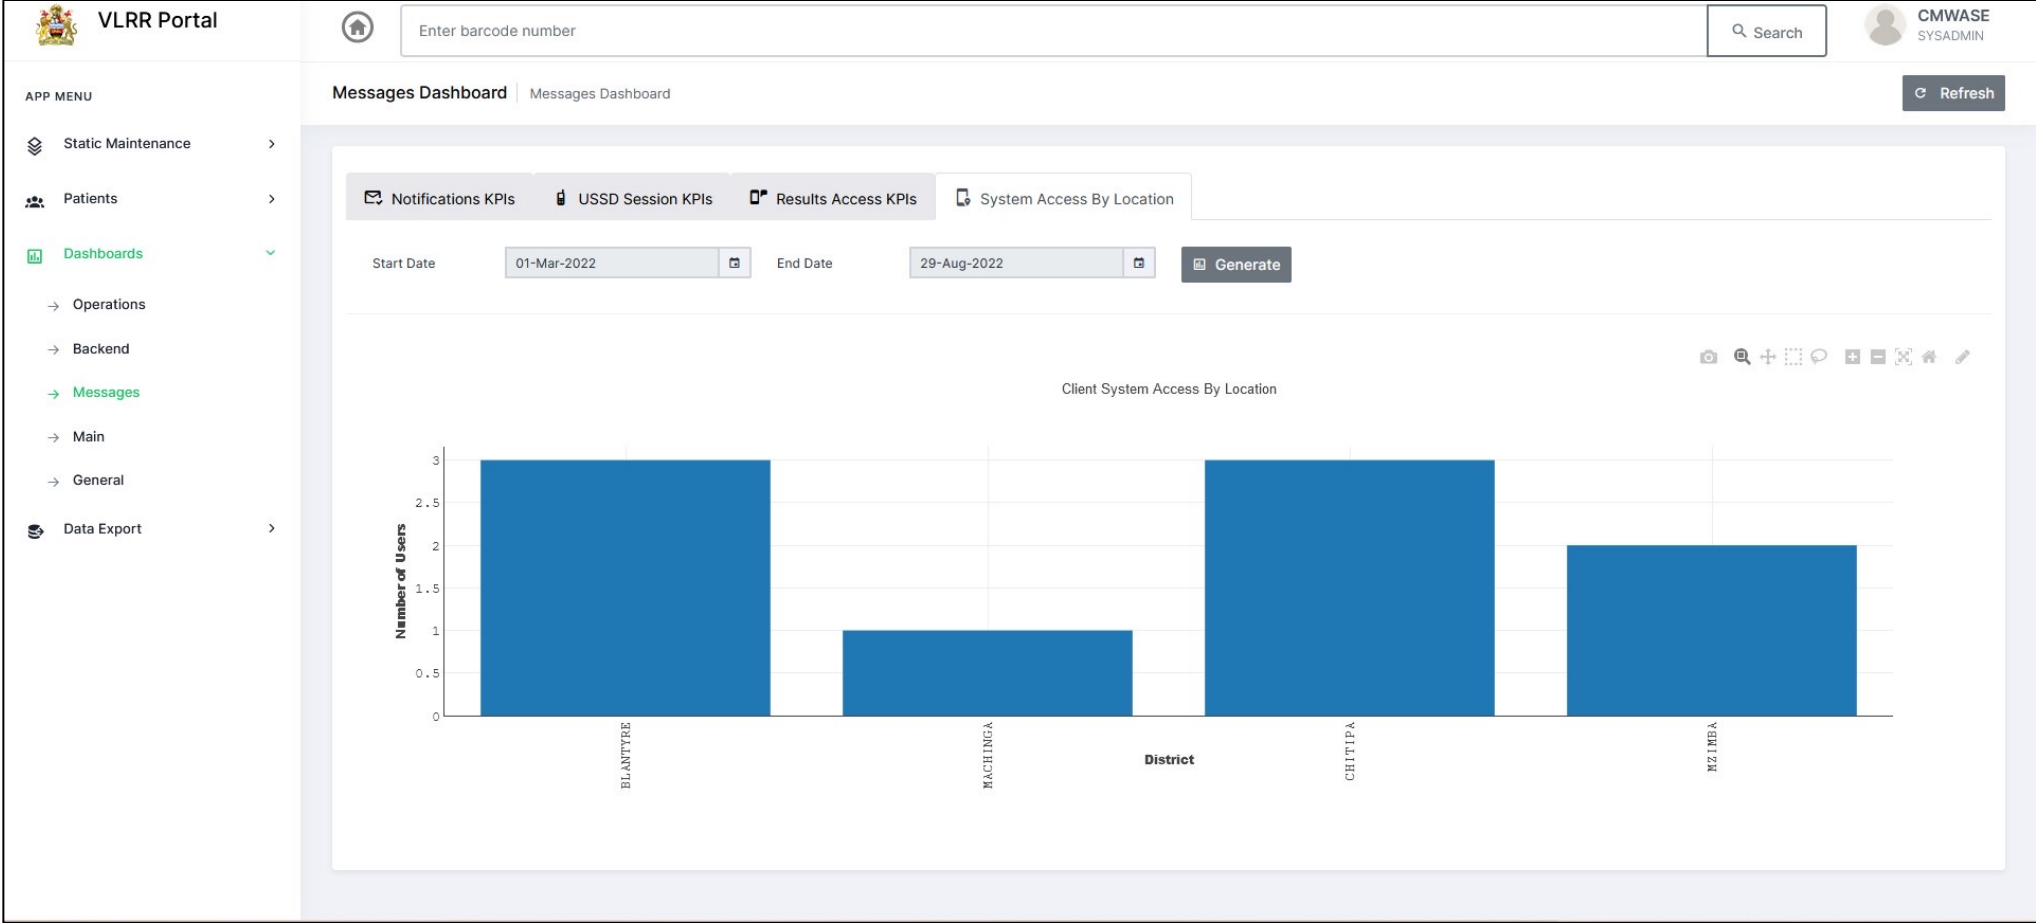 VLRR Portal
Enter barcode number
Search
CMWASE
SYSADMIN
APP MENU
Static Maintenance
Patients
Dashboards
Operations
Backend
Messages
Main
General
Data Export
Messages Dashboard Messages Dashboard
Refresh
Notifications KPIs USSD Session KPIs Results Access KPIs System Access By Location
Start Date 01-Mar-2022 End Date 29-Aug-2022 Generate
Client System Access By Location
3
2.5
2
1.5
1
0.5
0
Number of Users
BLANTYRE
MACHINGA
CHITIPA
MZIMBA
District